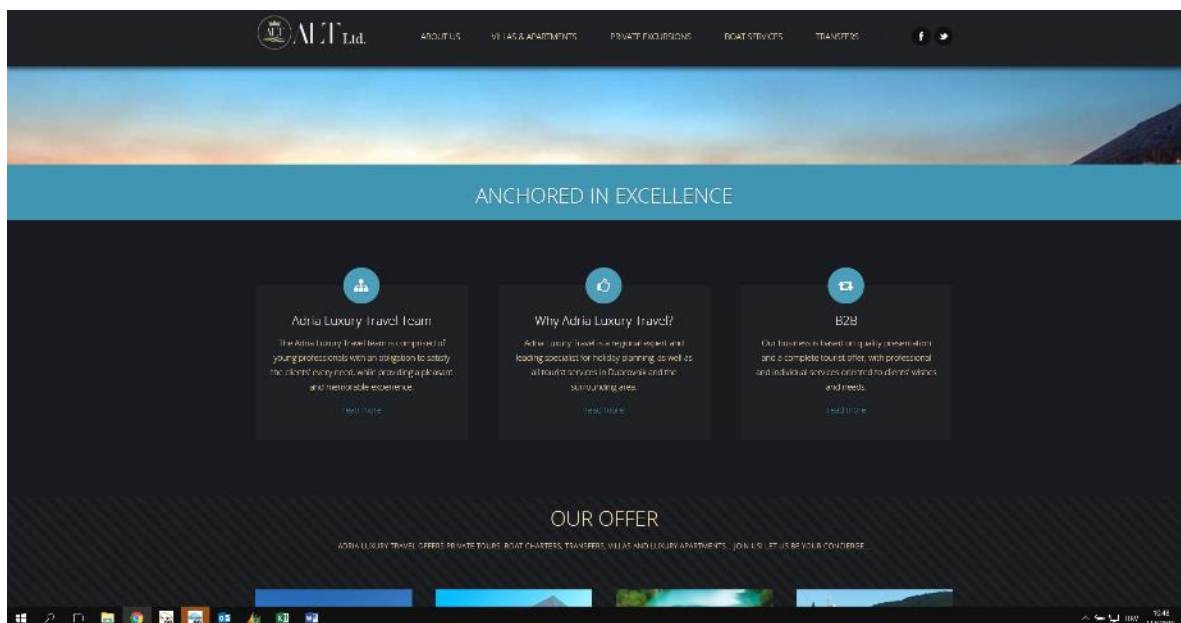 ALT Ltd.
ABOUT US VILLAS & APARTMENTS PRIVATE EXCURSIONS BOAT SERVICES TRANSFERS
ANCHORED IN EXCELLENCE
Adria Luxury Travel Team
The Adria Luxury Travel team is comprised of
young professionals with an obligation to satisfy
the clients' every need, while providing a pleasant
and memorable experience.
read more
Why Adria Luxury Travel?
Adria Luxury Travel is a regional expert and
leading specialist for holiday planning, as well as
all tourist services in Dubrovnik and the
surrounding area.
read more
B2B
Our business is based on quality presentation
and a complete tourist offer, with professional
and individual services oriented to clients' wishes
and needs.
read more
OUR OFFER
ADRIA LUXURY TRAVEL OFFERS PRIVATE TOURS, BOAT CHARTERS, TRANSFERS, VILLAS AND LUXURY APARTMENTS... JOIN US! LET US BE YOUR CONCIERGE...
HRV 10:48